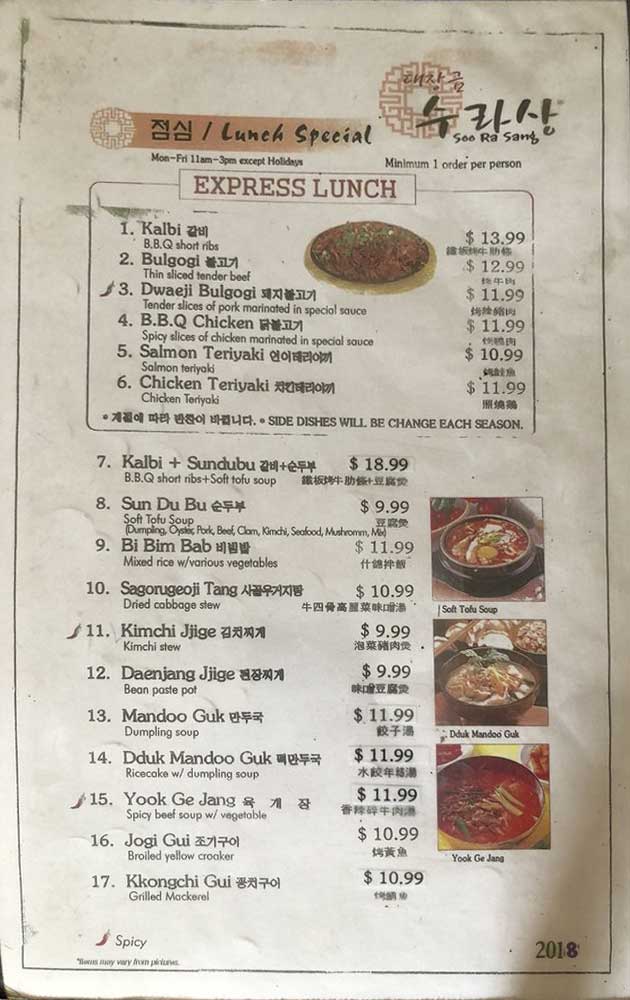 대장금
수라상
Soo Ra Sang
점심 / Lunch Special
Mon-Fri 11am-3pm except Holidays
Minimum 1 order per person
EXPRESS LUNCH
1. Kalbi 갈비 $ 13.99
B.B.Q short ribs 鐵板烤牛肋條
2. Bulgogi 불고기 $ 12.99
Thin sliced tender beef 烤牛肉
3. Dwaeji Bulgogi 돼지불고기 $ 11.99
Tender slices of pork marinated in special sauce 烤辣豬肉
4. B.B.Q Chicken 닭불고기 $ 11.99
Spicy slices of chicken marinated in special sauce
5. Salmon Teriyaki 연어데리야끼 $ 10.99
Salmon teriyaki
6. Chicken Teriyaki 치킨데리야끼 $ 11.99
Chicken Teriyaki 照燒鶏
* 계절에 따라 반찬이 바뀝니다. * SIDE DISHES WILL BE CHANGE EACH SEASON.
7. Kalbi + Sundubu 갈비+순두부 $ 18.99
B.B.Q short ribs+Soft tofu soup 鐵板烤牛肋條+豆腐煲
8. Sun Du Bu 순두부 $ 9.99
Soft Tofu Soup 豆腐煲
(Dumpling, Oyster, Pork, Beef, Clam, Kimchi, Seafood, Mushromm, Mix)
9. Bi Bim Bab 비빔밥 $ 11.99
Mixed rice w/various vegetables 什錦拌飯
10. Sagorugeoji Tang 사골우거지탕 $ 10.99
Dried cabbage stew 牛四骨高麗菜味噌湯
Soft Tofu Soup
11. Kimchi Jjige 김치찌개 $ 9.99
Kimchi stew 泡菜豬肉煲
12. Daenjang Jjige 된장찌개 $ 9.99
Bean paste pot 味噌豆腐煲
13. Mandoo Guk 만두국 $ 11.99
Dumpling soup 餃子湯
Dduk Mandoo Guk
14. Dduk Mandoo Guk 떡만두국 $ 11.99
Ricecake w/ dumpling soup 水餃年糕湯
15. Yook Ge Jang 육 개 장 $ 11.99
Spicy beef soup w/ vegetable 香辣碎牛肉湯
16. Jogi Gui 조기구이 $ 10.99
Broiled yellow croaker 烤黃魚
Yook Ge Jang
17. Kkongchi Gui 꽁치구이 $ 10.99
Grilled Mackerel
Spicy
*Items may vary from pictures.
2018